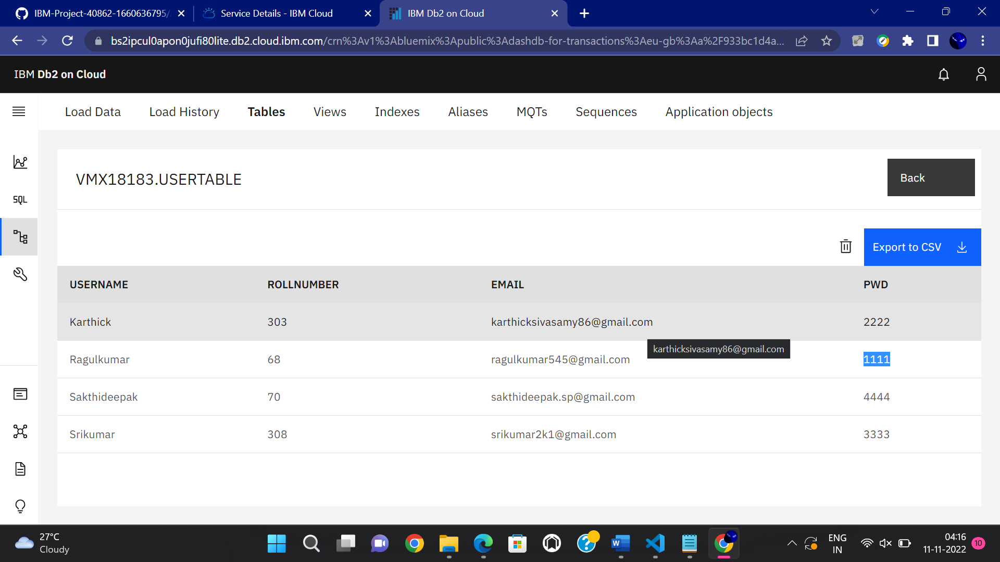 IBM-Project-40862-1660636795/
Service Details - IBM Cloud
IBM Db2 on Cloud
bs2ipcul0apon0jufi80lite.db2.cloud.ibm.com/crn%3Av1%3Abluemix%3Apublic%3Adashdb-for-transactions%3Aeu-gb%3Aa%2F933bc1d4a...
IBM Db2 on Cloud
Load Data
Load History
Tables
Views
Indexes
Aliases
MQTs
Sequences
Application objects
VMX18183.USERTABLE
Back
SQL
Export to CSV
USERNAME ROLLNUMBER EMAIL PWD
Karthick 303 karthicksivasamy86@gmail.com 2222
karthicksivasamy86@gmail.com
Ragulkumar 68 ragulkumar545@gmail.com 1111
Sakthideepak 70 sakthideepak.sp@gmail.com 4444
Srikumar 308 srikumar2k1@gmail.com 3333
27°C
Cloudy
W
ENG
IN
04:16
11-11-2022
10